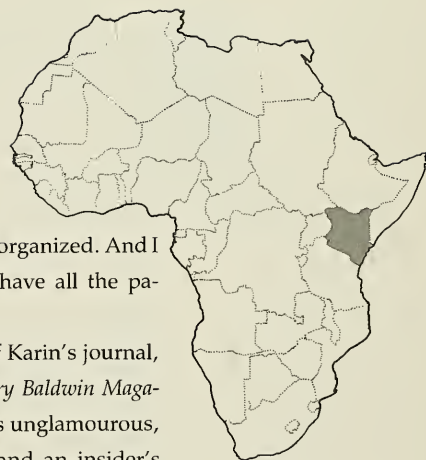 organized. And I
have all the pa-
f Karin's journal,
ry Baldwin Maga-
s unglamourous,
and an insider's